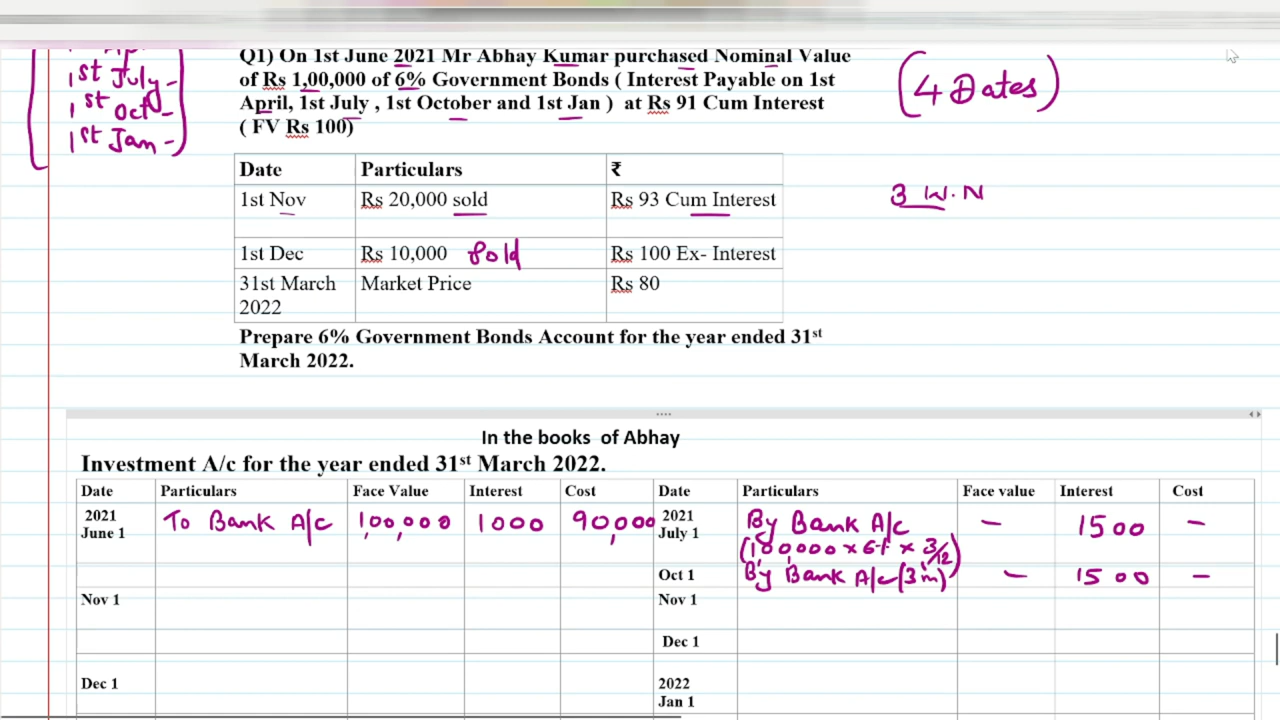 1st July -
1st Oct -
1st Jan -
Q1) On 1st June 2021 Mr Abhay Kumar purchased Nominal Value
of Rs 1,00,000 of 6% Government Bonds ( Interest Payable on 1st
April, 1st July , 1st October and 1st Jan ) at Rs 91 Cum Interest
( FV Rs 100)
(4 Dates)
3 W.N
Date Particulars ₹
1st Nov Rs 20,000 sold Rs 93 Cum Interest
1st Dec Rs 10,000 Sold Rs 100 Ex- Interest
31st March Market Price Rs 80
2022
Prepare 6% Government Bonds Account for the year ended 31st
March 2022.
In the books of Abhay
Investment A/c for the year ended 31st March 2022.
Date Particulars Face Value Interest Cost Date Particulars Face value Interest Cost
2021 To Bank A/c 1,00,000 1000 90,000 2021 By Bank A/c - 1500 -
June 1 July 1
(1,00,000 x 6% x 3/12)
Oct 1 By Bank A/c (3m) - 1500 -
Nov 1 Nov 1
Dec 1
Dec 1 2022
Jan 1